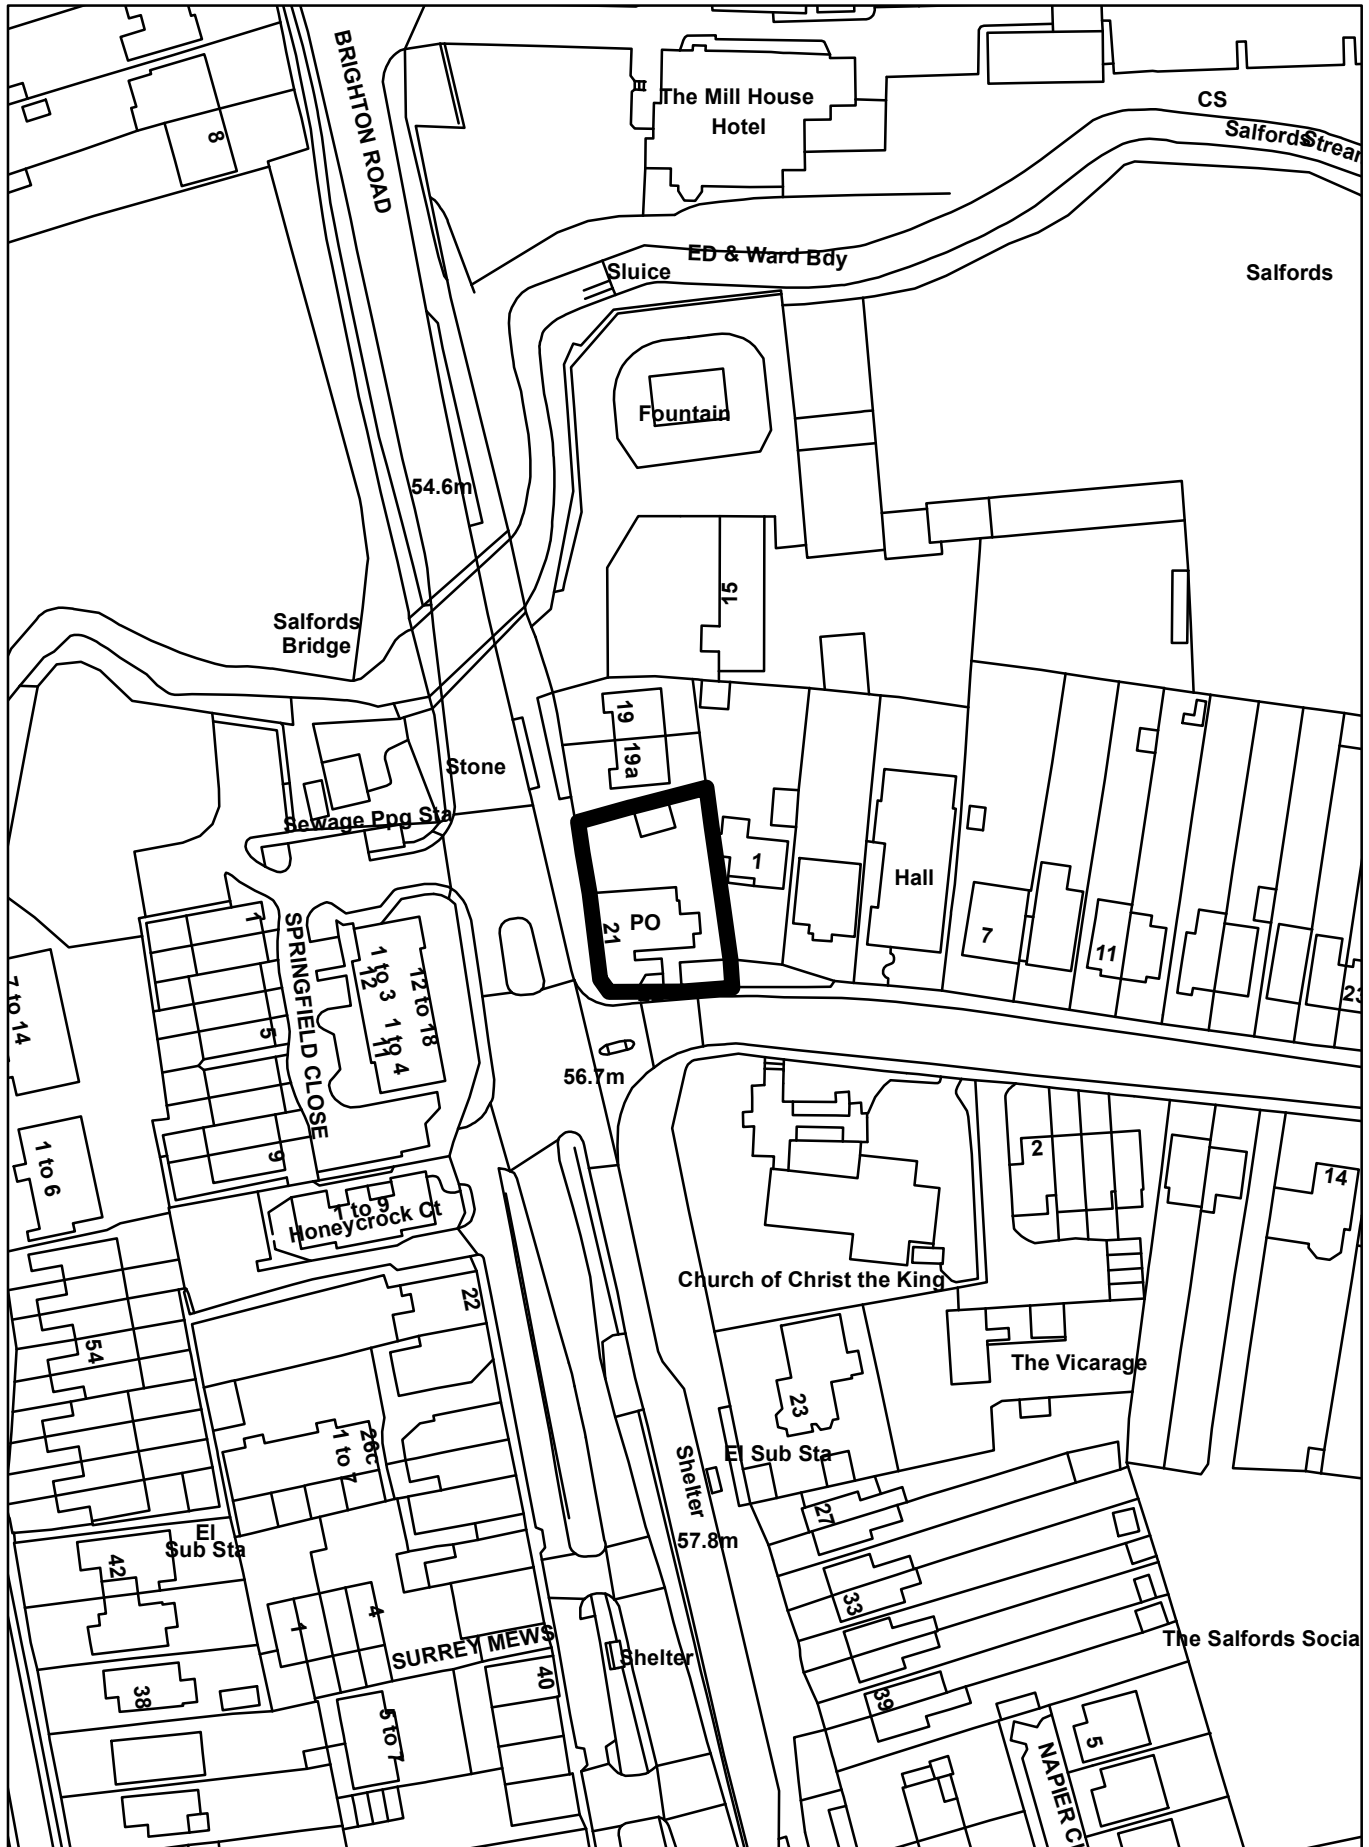 BRIGHTON ROAD
The Mill House
Hotel
CS
Salfords
8
ED & Ward Bdy
Sluice
Salfords
Fountain
54.6m
15
Salfords
Bridge
19
19a
Stone
Sewage Ppg Sta
1
Hall
PO
21
7
11
1
SPRINGFIELD CLOSE
1 to 3
12
12 to 18
1 to 4
11
5
7 to 14
56.7m
9
1 to 6
2
14
1 to 9
Honeycrock Ct
Church of Christ the King
22
54
The Vicarage
23
26c
1 to 7
El Sub Sta
Shelter
27
57.8m
El
Sub Sta
42
33
1
4
SURREY MEWS
Shelter
The Salfords Socia
38
40
39
5 to 7
5
NAPIER